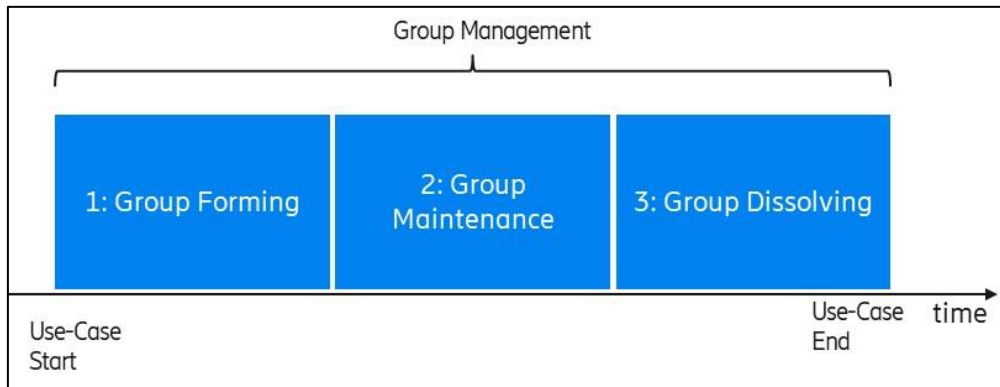 Group Management
1: Group Forming
2: Group
Maintenance
3: Group Dissolving
Use-Case
Start
Use-Case
End
time